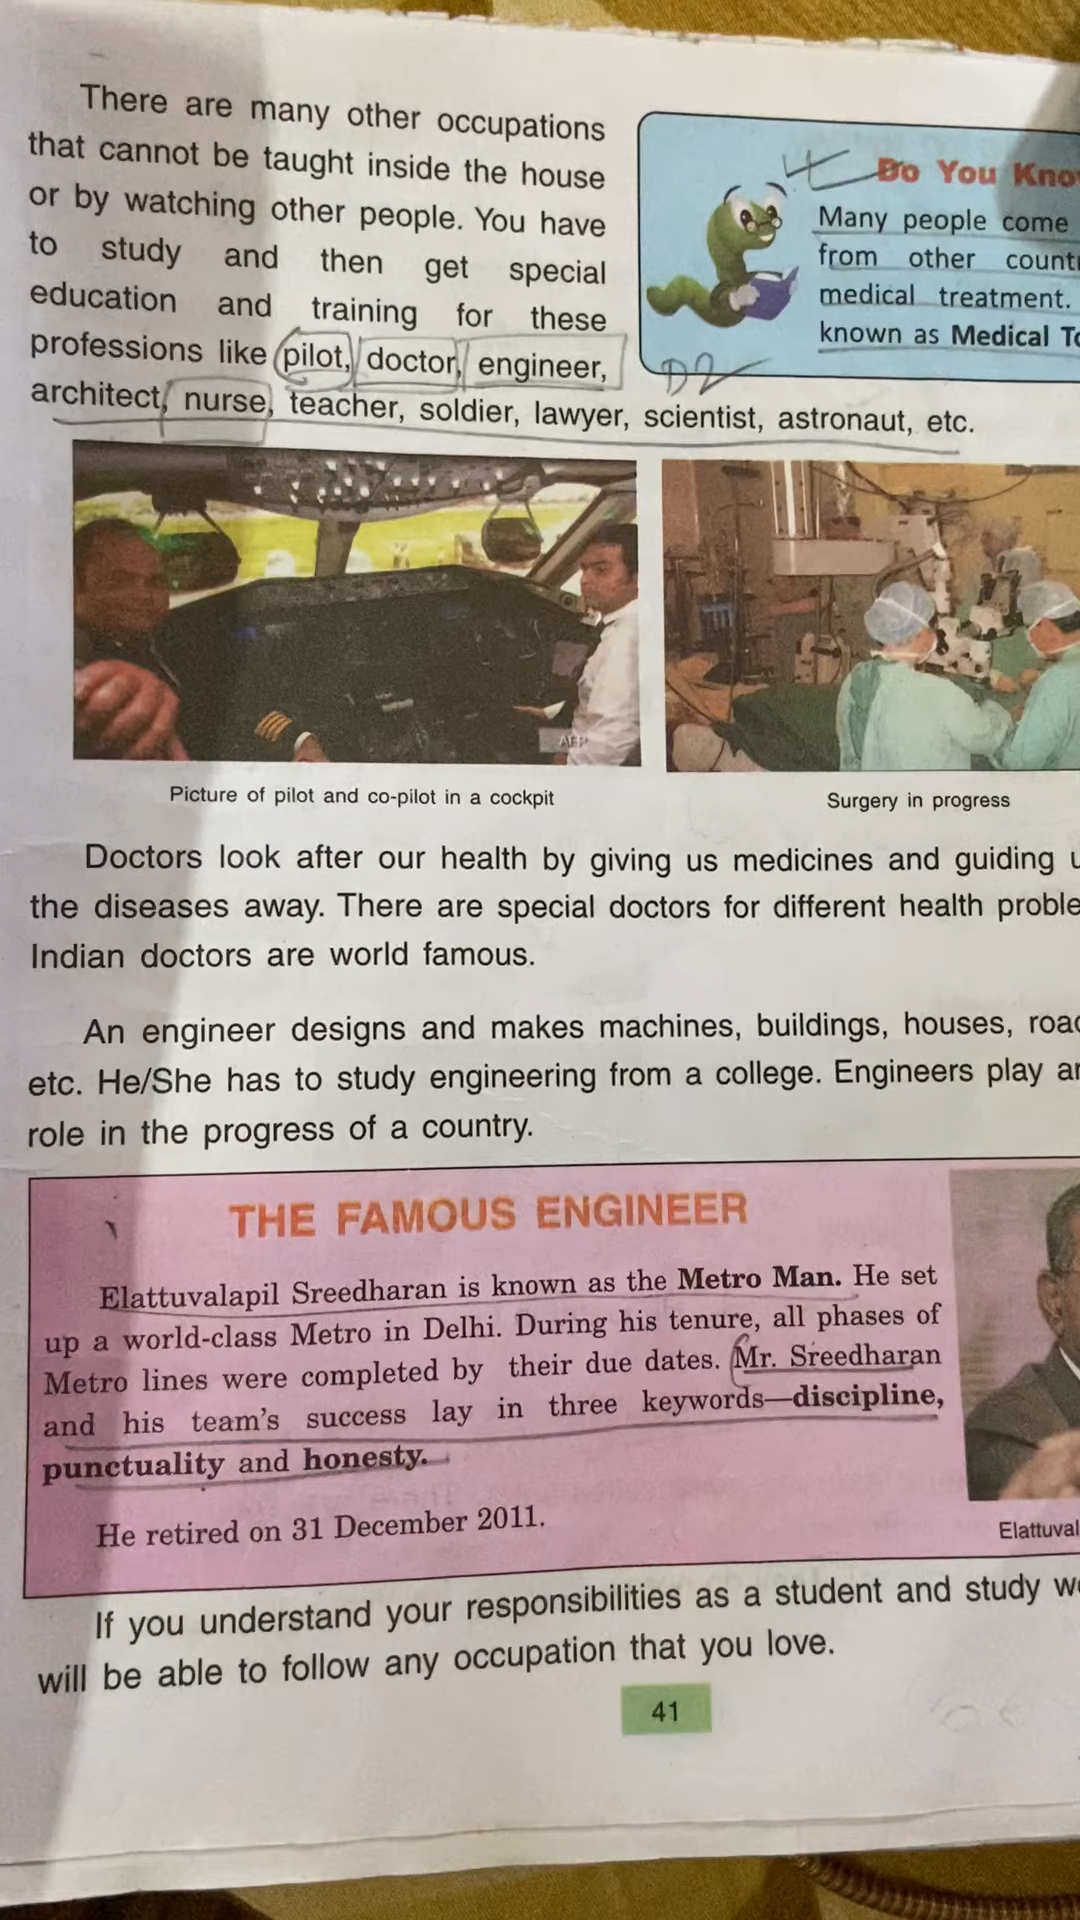 There are many other occupations
that cannot be taught inside the house
or by watching other people. You have
to study and then get special
education and training for these
professions like pilot, doctor, engineer,
architect, nurse, teacher, soldier, lawyer, scientist, astronaut, etc.
Do You
Many people come
from other
medical treatment.
known as Medical
D2
AFP
Picture of pilot and co-pilot in a cockpit
Surgery in progress
Doctors look after our health by giving us medicines and guiding
the diseases away. There are special doctors for different health
Indian doctors are world famous.
An engineer designs and makes machines, buildings, houses,
etc. He/She has to study engineering from a college. Engineers play
role in the progress of a country.
THE FAMOUS ENGINEER
Elattuvalapil Sreedharan is known as the Metro Man. He set
up a world-class Metro in Delhi. During his tenure, all phases of
Metro lines were completed by their due dates. Mr. Sreedharan
and his team's success lay in three keywords—discipline,
punctuality and honesty.
He retired on 31 December 2011.
If you understand your responsibilities as a student and study
will be able to follow any occupation that you love.
41